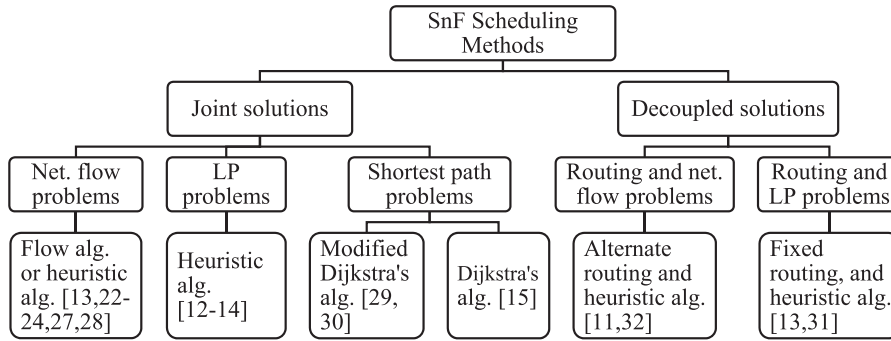 SnF Scheduling
Methods
Joint solutions
Decoupled solutions
Net. flow
problems
LP
problems
Shortest path
problems
Routing and net.
flow problems
Routing and
LP problems
Flow alg.
or heuristic
alg. [13,22-
24,27,28]
Heuristic
alg.
[12-14]
Modified
Dijkstra's
alg. [29,
30]
Dijkstra's
alg. [15]
Alternate
routing and
heuristic alg.
[11,32]
Fixed
routing, and
heuristic alg.
[13,31]